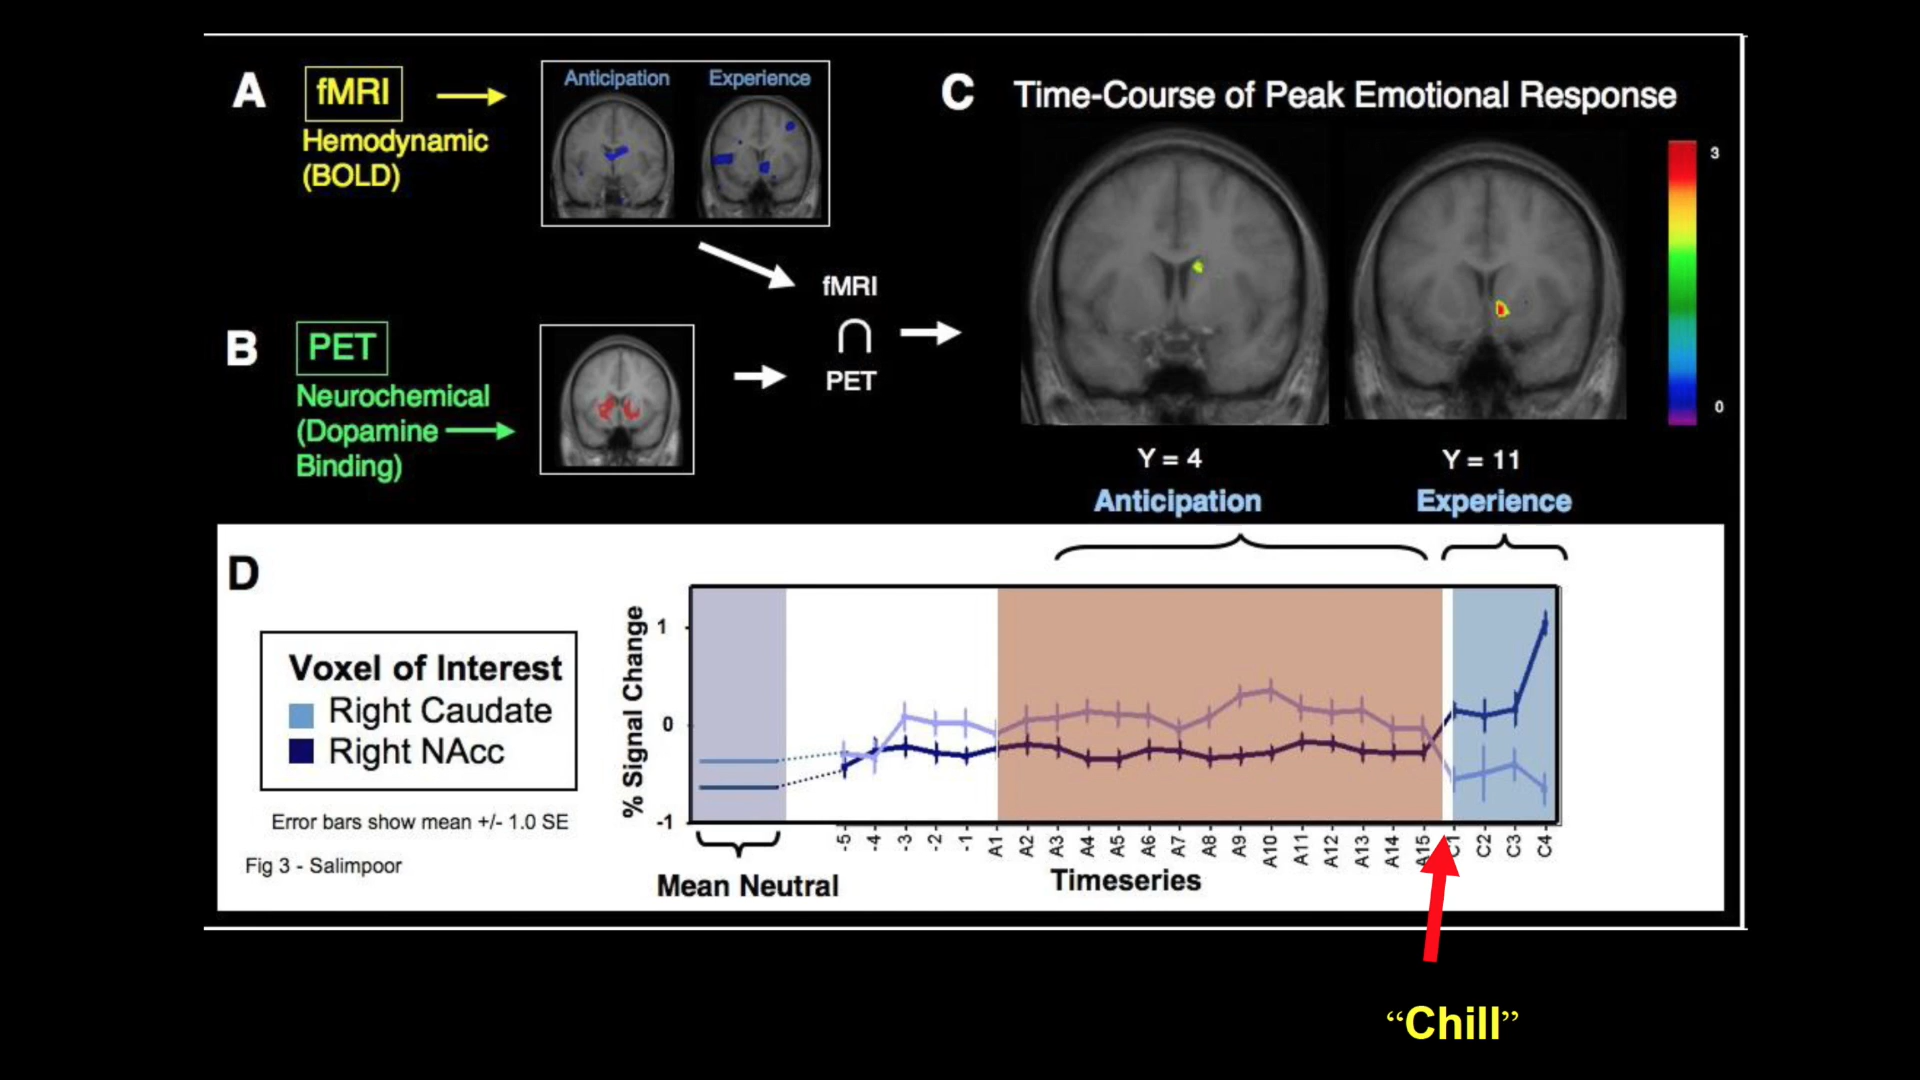 A
fMRI
Hemodynamic
(BOLD)
Anticipation
Experience
B
PET
Neurochemical
(Dopamine
Binding)
fMRI
∩
PET
C
Time-Course of Peak Emotional Response
3
0
Y = 4
Y = 11
Anticipation
Experience
D
Voxel of Interest
Right Caudate
Right NAcc
Error bars show mean +/- 1.0 SE
Fig 3 - Salimpoor
% Signal Change
1
0
-1
-5 -4 -3 -2 -1 A1 A2 A3 A4 A5 A6 A7 A8 A9 A10 A11 A12 A13 A14 A15 C1 C2 C3 C4
Mean Neutral
Timeseries
“Chill”